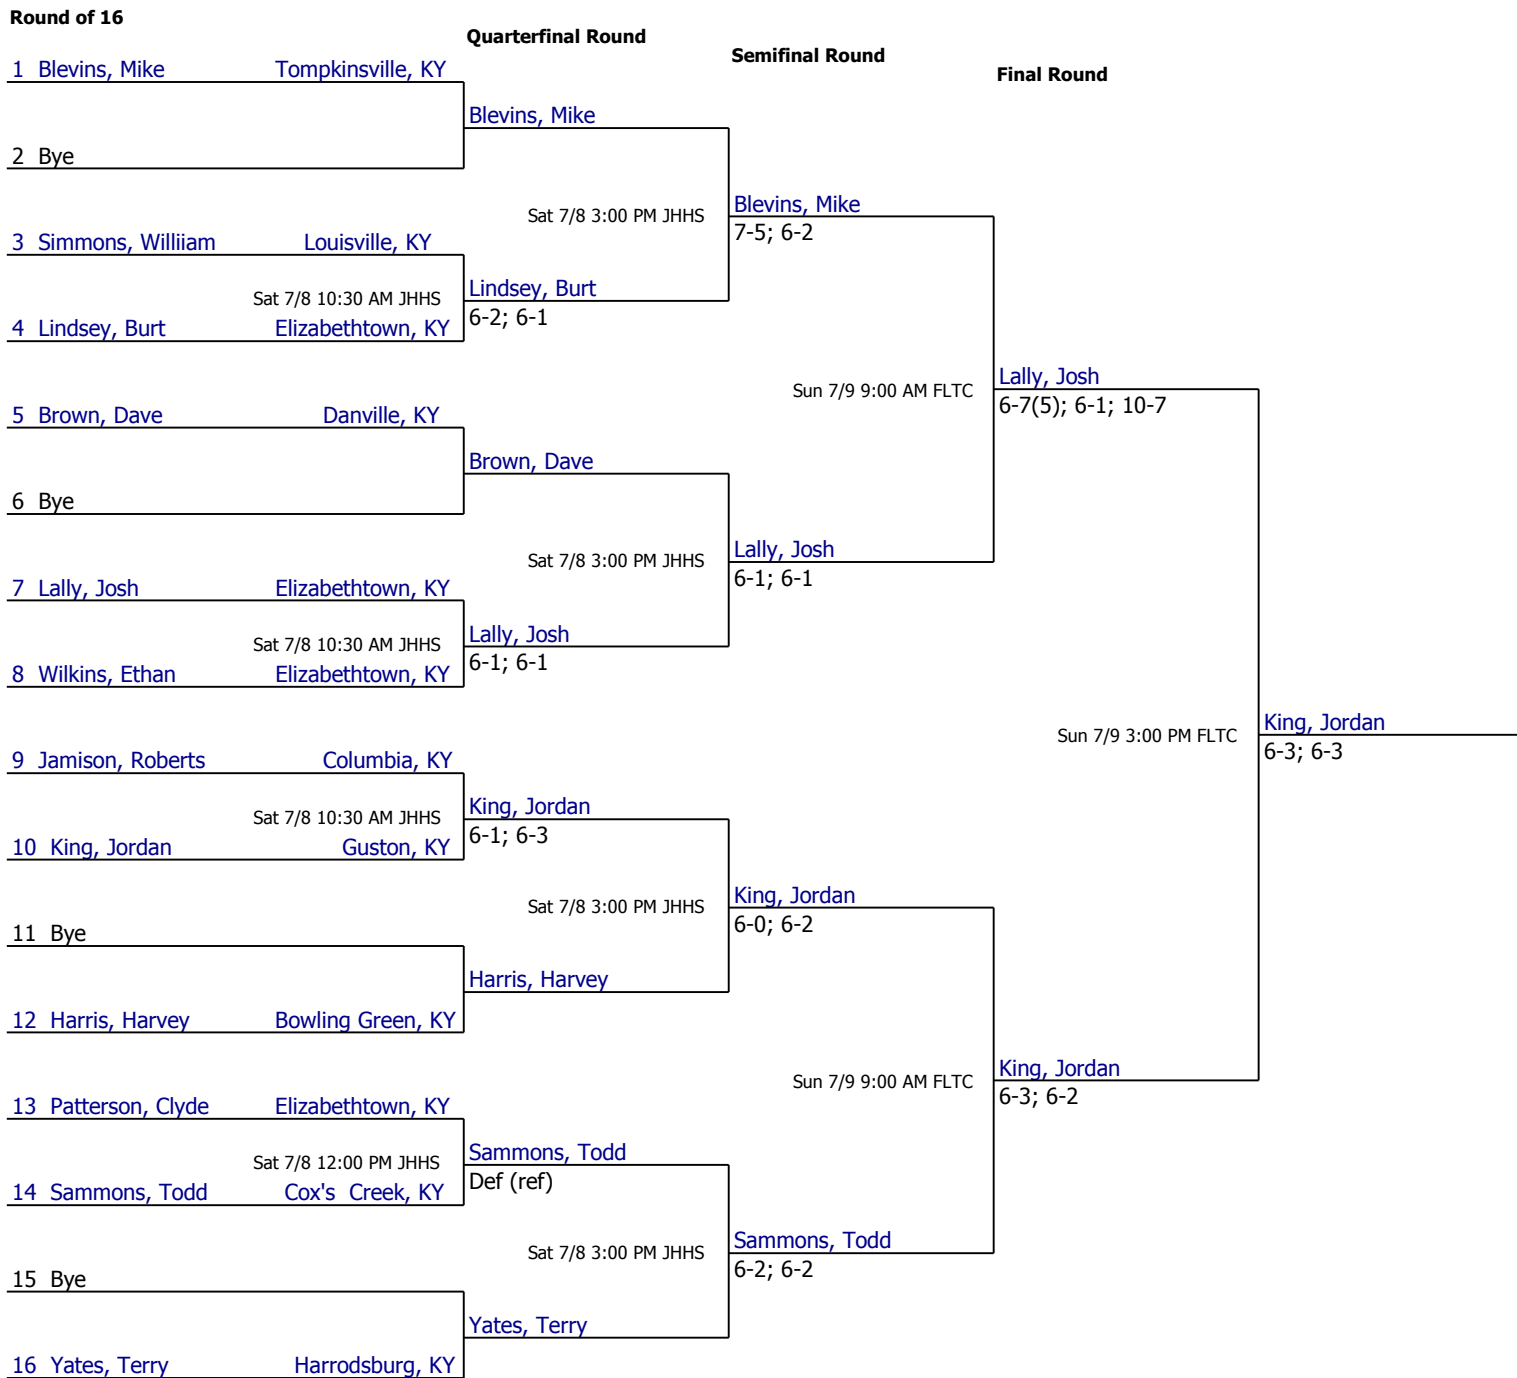 Round of 16
Quarterfinal Round
Semifinal Round
Final Round
1 Blevins, Mike Tompkinsville, KY
Blevins, Mike
2 Bye
Sat 7/8 3:00 PM JHHS
Blevins, Mike
7-5; 6-2
3 Simmons, Williiam Louisville, KY
Sat 7/8 10:30 AM JHHS
Lindsey, Burt
6-2; 6-1
4 Lindsey, Burt Elizabethtown, KY
Sun 7/9 9:00 AM FLTC
Lally, Josh
6-7(5); 6-1; 10-7
5 Brown, Dave Danville, KY
Brown, Dave
6 Bye
Sat 7/8 3:00 PM JHHS
Lally, Josh
6-1; 6-1
7 Lally, Josh Elizabethtown, KY
Sat 7/8 10:30 AM JHHS
Lally, Josh
6-1; 6-1
8 Wilkins, Ethan Elizabethtown, KY
Sun 7/9 3:00 PM FLTC
King, Jordan
6-3; 6-3
9 Jamison, Roberts Columbia, KY
Sat 7/8 10:30 AM JHHS
King, Jordan
6-1; 6-3
10 King, Jordan Guston, KY
Sat 7/8 3:00 PM JHHS
King, Jordan
6-0; 6-2
11 Bye
Harris, Harvey
12 Harris, Harvey Bowling Green, KY
Sun 7/9 9:00 AM FLTC
King, Jordan
6-3; 6-2
13 Patterson, Clyde Elizabethtown, KY
Sat 7/8 12:00 PM JHHS
Sammons, Todd
Def (ref)
14 Sammons, Todd Cox's Creek, KY
Sat 7/8 3:00 PM JHHS
Sammons, Todd
6-2; 6-2
15 Bye
Yates, Terry
16 Yates, Terry Harrodsburg, KY